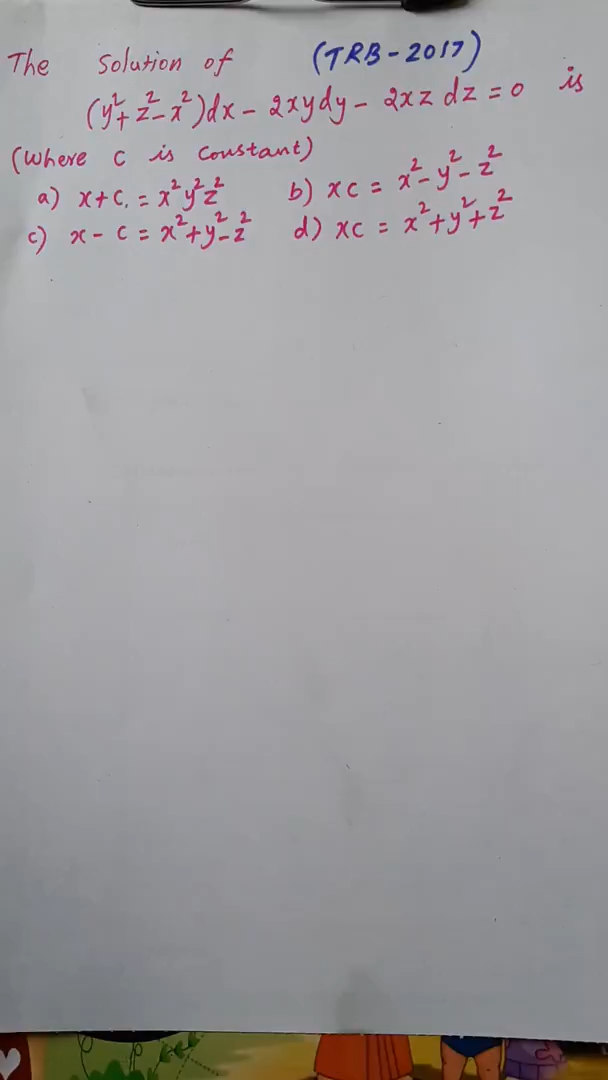 The solution of (TRB-2017)
(y²+z²-x²)dx - 2xydy - 2xz dz = 0 is
(where c is constant)
a) x+c, = x²y²z² b) xc = x²-y²-z²
c) x-c = x²+y²-z² d) xc = x²+y²+z²